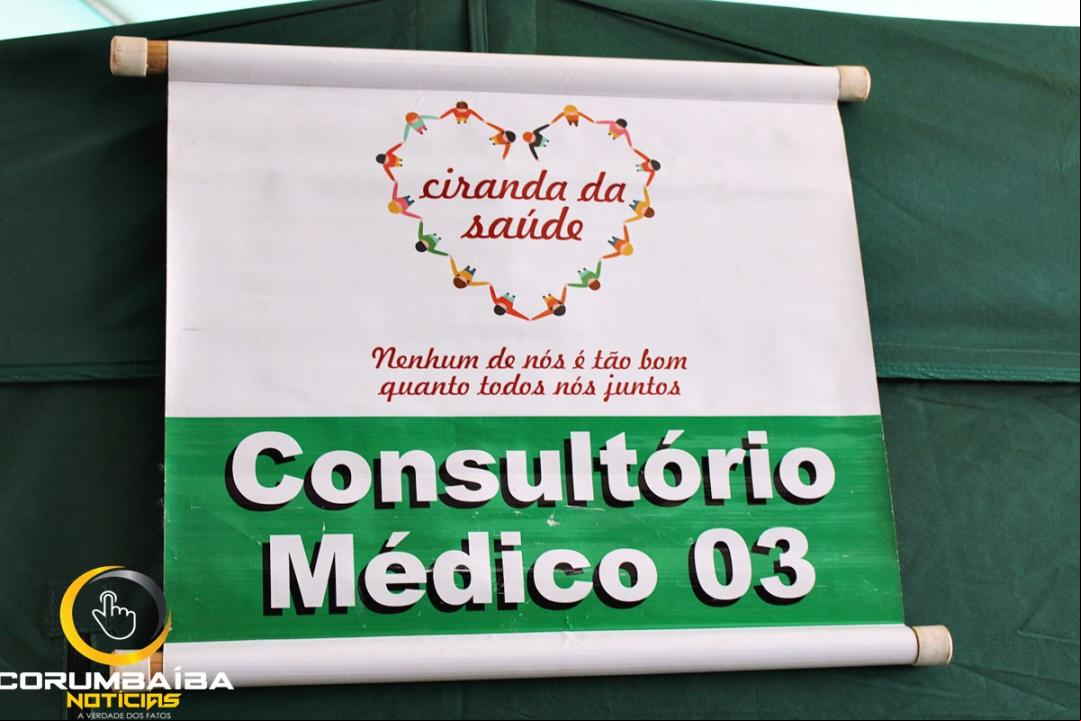 ciranda da
saúde
Nenhum de nós é tão bom
quanto todos nós juntos
Consultório
Médico 03
CORUMBAÍBA
NOTÍCIAS
A VERDADE DOS FATOS